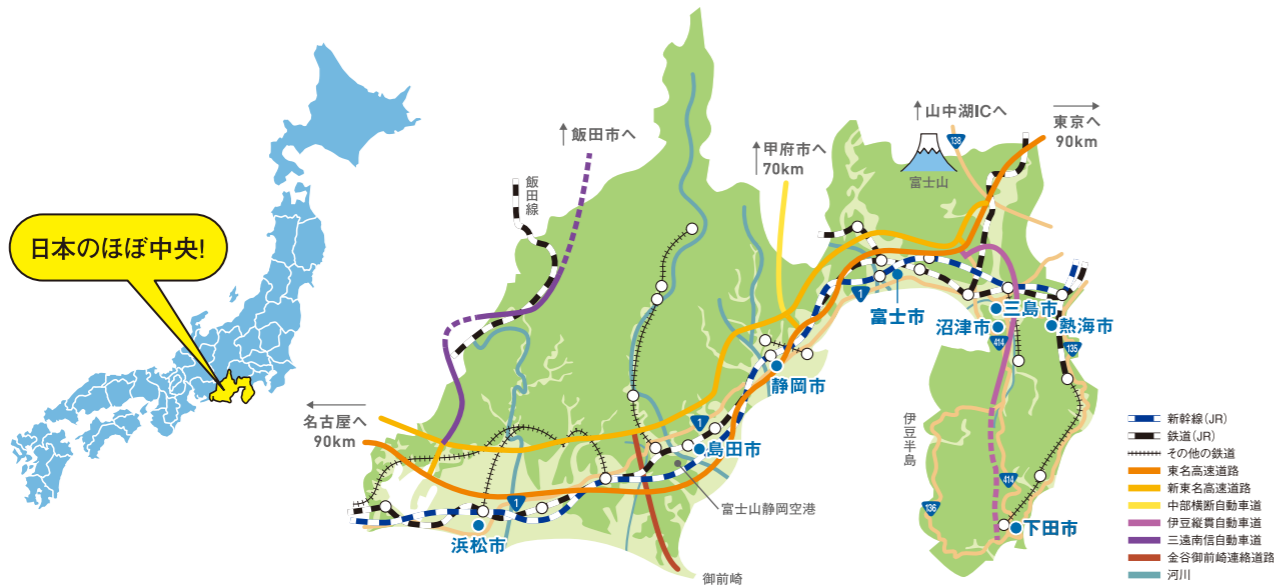 日本のほぼ中央!
↑飯田市へ
飯田線
↑甲府市へ
70km
↑山中湖ICへ
東京へ
90km
138
富士山
名古屋へ
90km
1
富士市
三島市
沼津市
熱海市
414
135
静岡市
1
島田市
富士山静岡空港
1
浜松市
御前崎
伊豆半島
136
414
下田市
新幹線(JR)
鉄道(JR)
その他の鉄道
東名高速道路
新東名高速道路
中部横断自動車道
伊豆縦貫自動車道
三遠南信自動車道
金谷御前崎連絡道路
河川